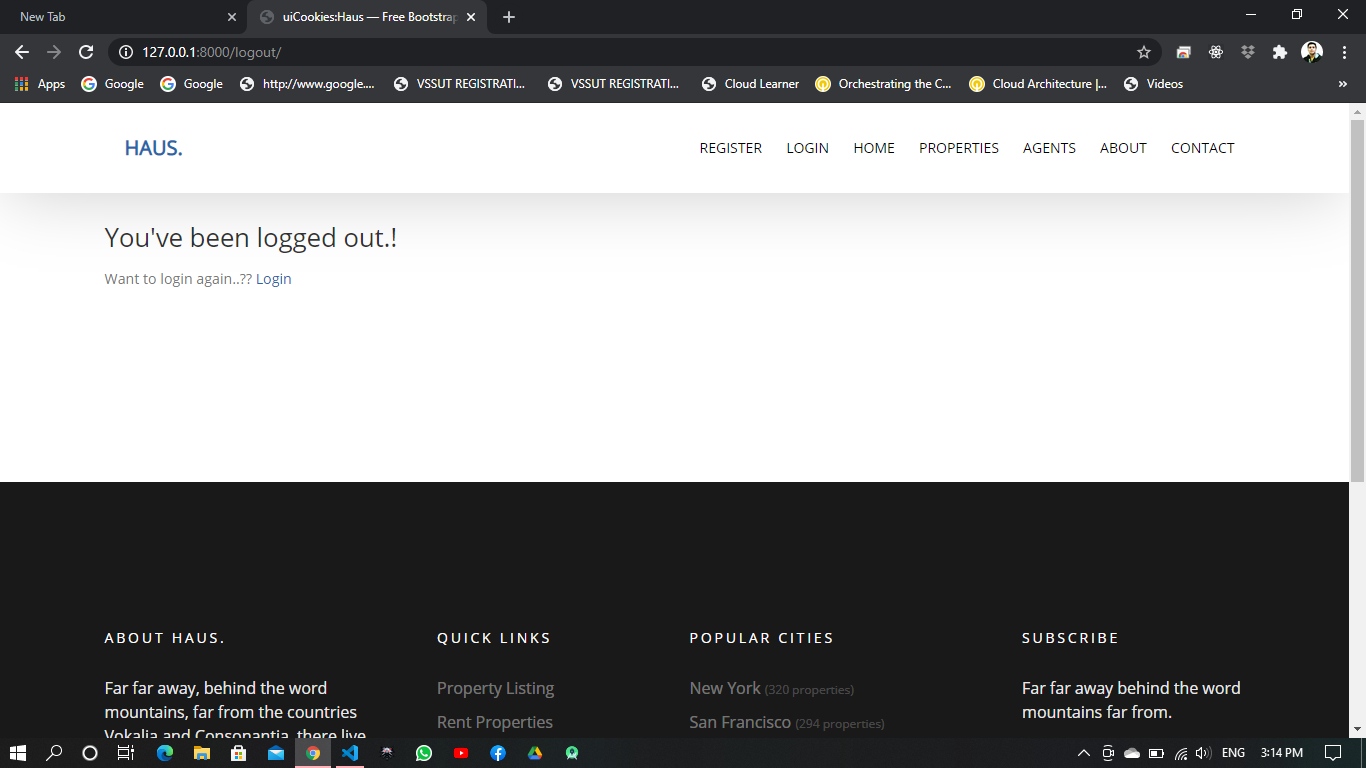 New Tab
uiCookies:Haus — Free Bootstrap
127.0.0.1:8000/logout/
Apps
Google
Google
http://www.google....
VSSUT REGISTRATI...
VSSUT REGISTRATI...
Cloud Learner
Orchestrating the C...
Cloud Architecture |...
Videos
»
HAUS.
REGISTER
LOGIN
HOME
PROPERTIES
AGENTS
ABOUT
CONTACT
You've been logged out.!
Want to login again..?? Login
ABOUT HAUS.
Far far away, behind the word
mountains, far from the countries
Vokalia and Consonantia, there live
QUICK LINKS
Property Listing
Rent Properties
POPULAR CITIES
New York (320 properties)
San Francisco (294 properties)
SUBSCRIBE
Far far away behind the word
mountains far from.
ENG
3:14 PM